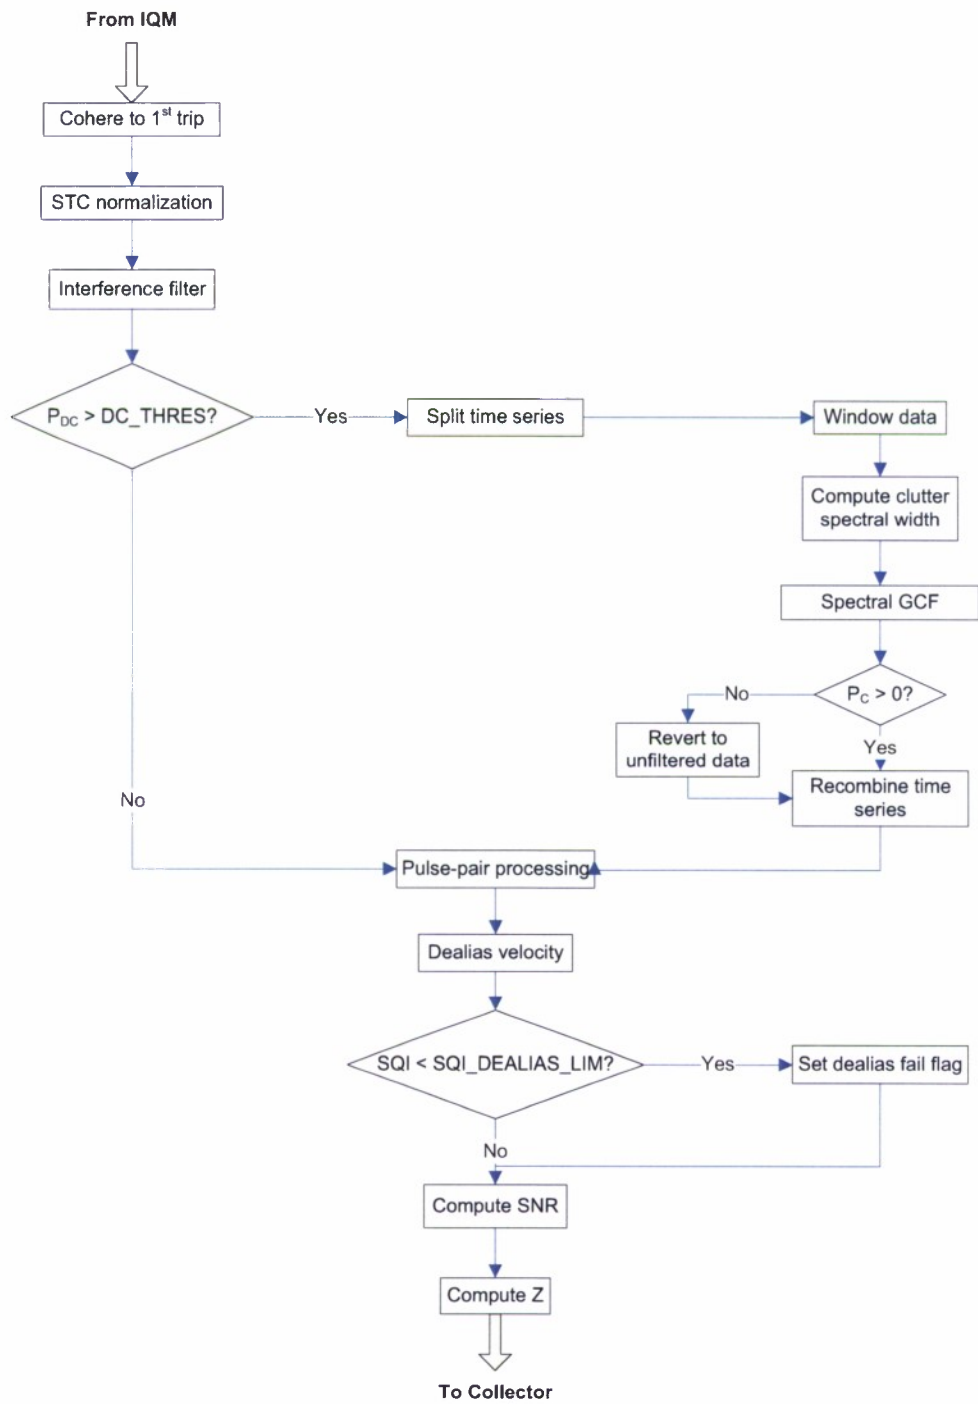 From IQM
Cohere to 1st trip
STC normalization
Interference filter
PDC > DC_THRES?
Yes
Split time series
Window data
Compute clutter
spectral width
Spectral GCF
PC > 0?
No
Revert to
unfiltered data
Yes
Recombine time
series
No
Pulse-pair processing
Dealias velocity
SQI < SQI_DEALIAS_LIM?
Yes
Set dealias fail flag
No
Compute SNR
Compute Z
To Collector